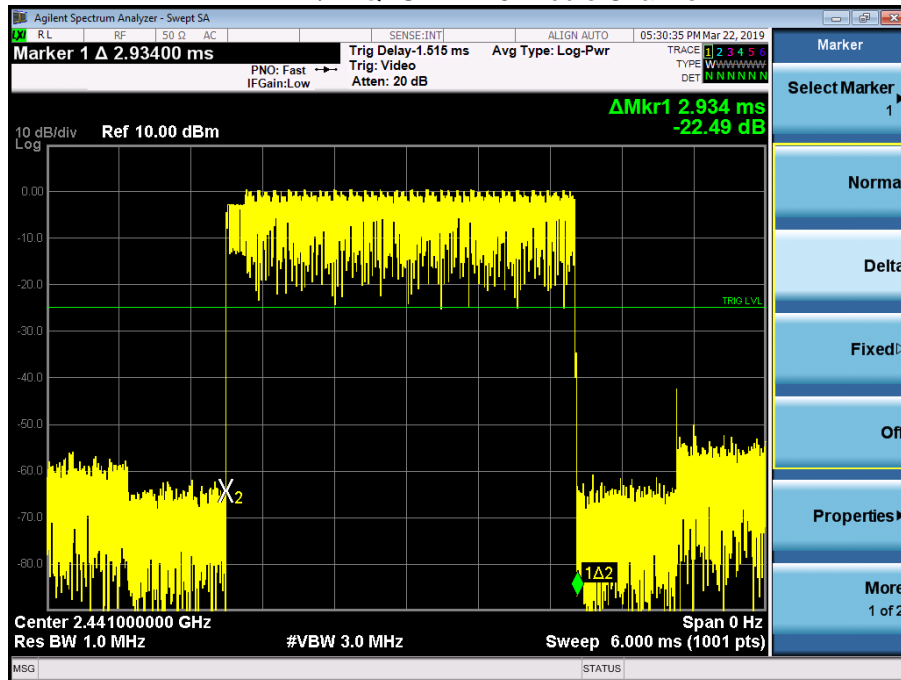 Agilent Spectrum Analyzer - Swept SA
LXI RL RF 50 Ω AC SENSE:INT ALIGN AUTO 05:30:35 PM Mar 22, 2019
Marker 1 Δ 2.93400 ms
PNO: Fast
IFGain:Low
Trig Delay-1.515 ms
Trig: Video
Atten: 20 dB
Avg Type: Log-Pwr
TRACE 1 2 3 4 5 6
TYPE WWWWWW
DET N N N N N N
ΔMkr1 2.934 ms
-22.49 dB
10 dB/div Ref 10.00 dBm
Log
0.00
-10.0
-20.0
TRIG LVL
-30.0
-40.0
-50.0
-60.0
2
-70.0
-80.0
1Δ2
Center 2.441000000 GHz Span 0 Hz
Res BW 1.0 MHz #VBW 3.0 MHz Sweep 6.000 ms (1001 pts)
MSG STATUS
Marker
Select Marker
1
Norma
Delta
Fixed
Off
Properties
More
1 of 2